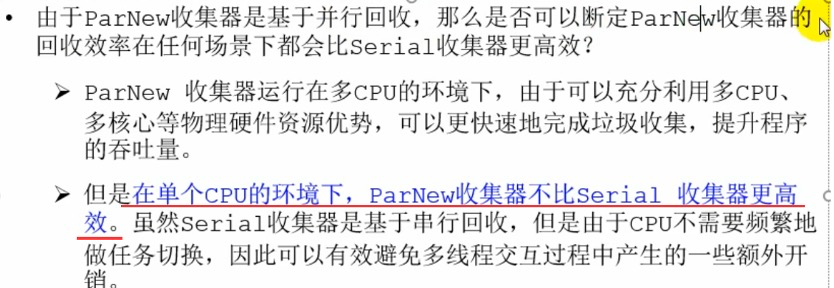 • 由于ParNew收集器是基于并行回收，那么是否可以断定ParNew收集器的
回收效率在任何场景下都会比Serial收集器更高效？
➢ ParNew 收集器运行在多CPU的环境下，由于可以充分利用多CPU、
多核心等物理硬件资源优势，可以更快速地完成垃圾收集，提升程序
的吞吐量。
➢ 但是在单个CPU的环境下，ParNew收集器不比Serial 收集器更高
效。虽然Serial收集器是基于串行回收，但是由于CPU不需要频繁地
做任务切换，因此可以有效避免多线程交互过程中产生的一些额外开
销。